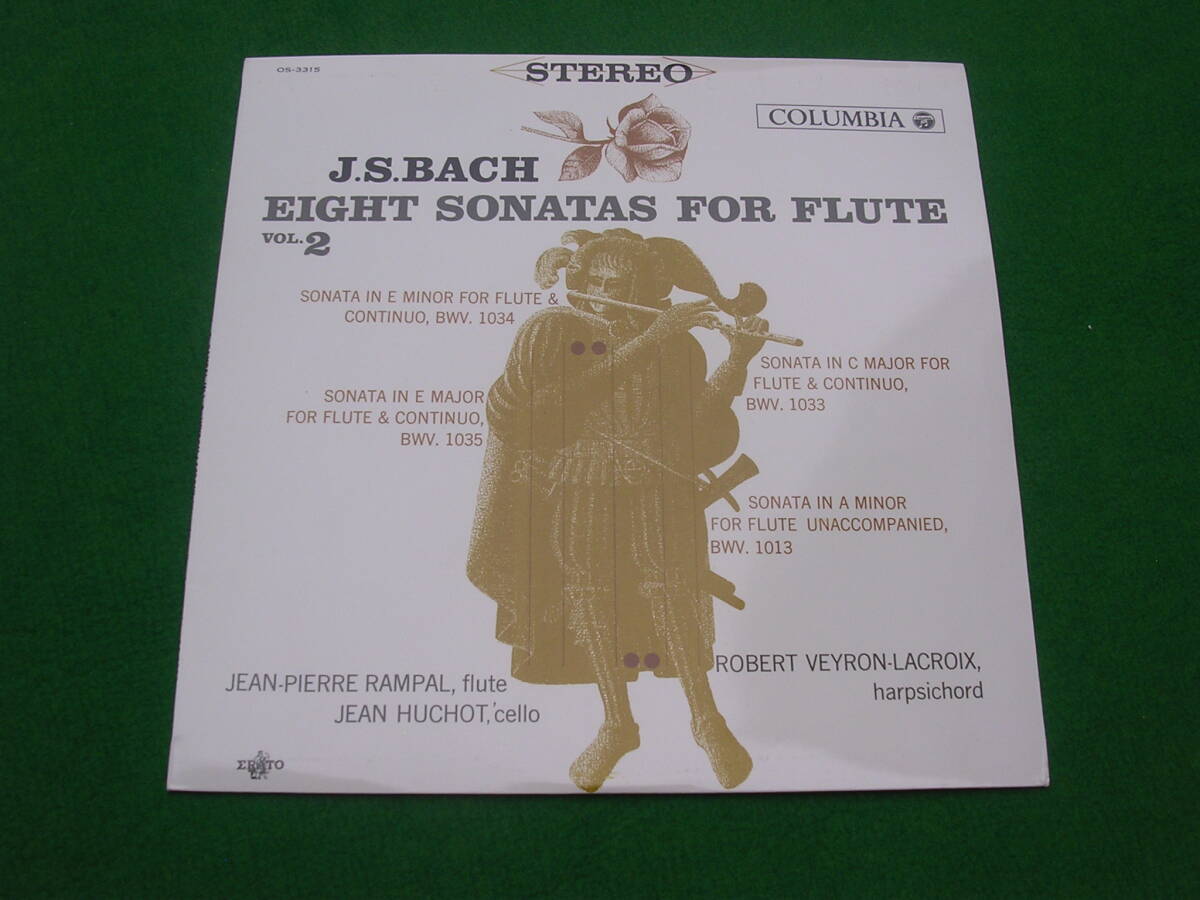 OS-3315
STEREO
COLUMBIA
J.S.BACH
EIGHT SONATAS FOR FLUTE
VOL.2
SONATA IN E MINOR FOR FLUTE &
CONTINUO, BWV. 1034
SONATA IN C MAJOR FOR
FLUTE & CONTINUO,
BWV. 1033
SONATA IN E MAJOR
FOR FLUTE & CONTINUO,
BWV. 1035
SONATA IN A MINOR
FOR FLUTE UNACCOMPANIED,
BWV. 1013
JEAN-PIERRE RAMPAL, flute
JEAN HUCHOT, 'cello
ROBERT VEYRON-LACROIX,
harpsichord
ΣRATO